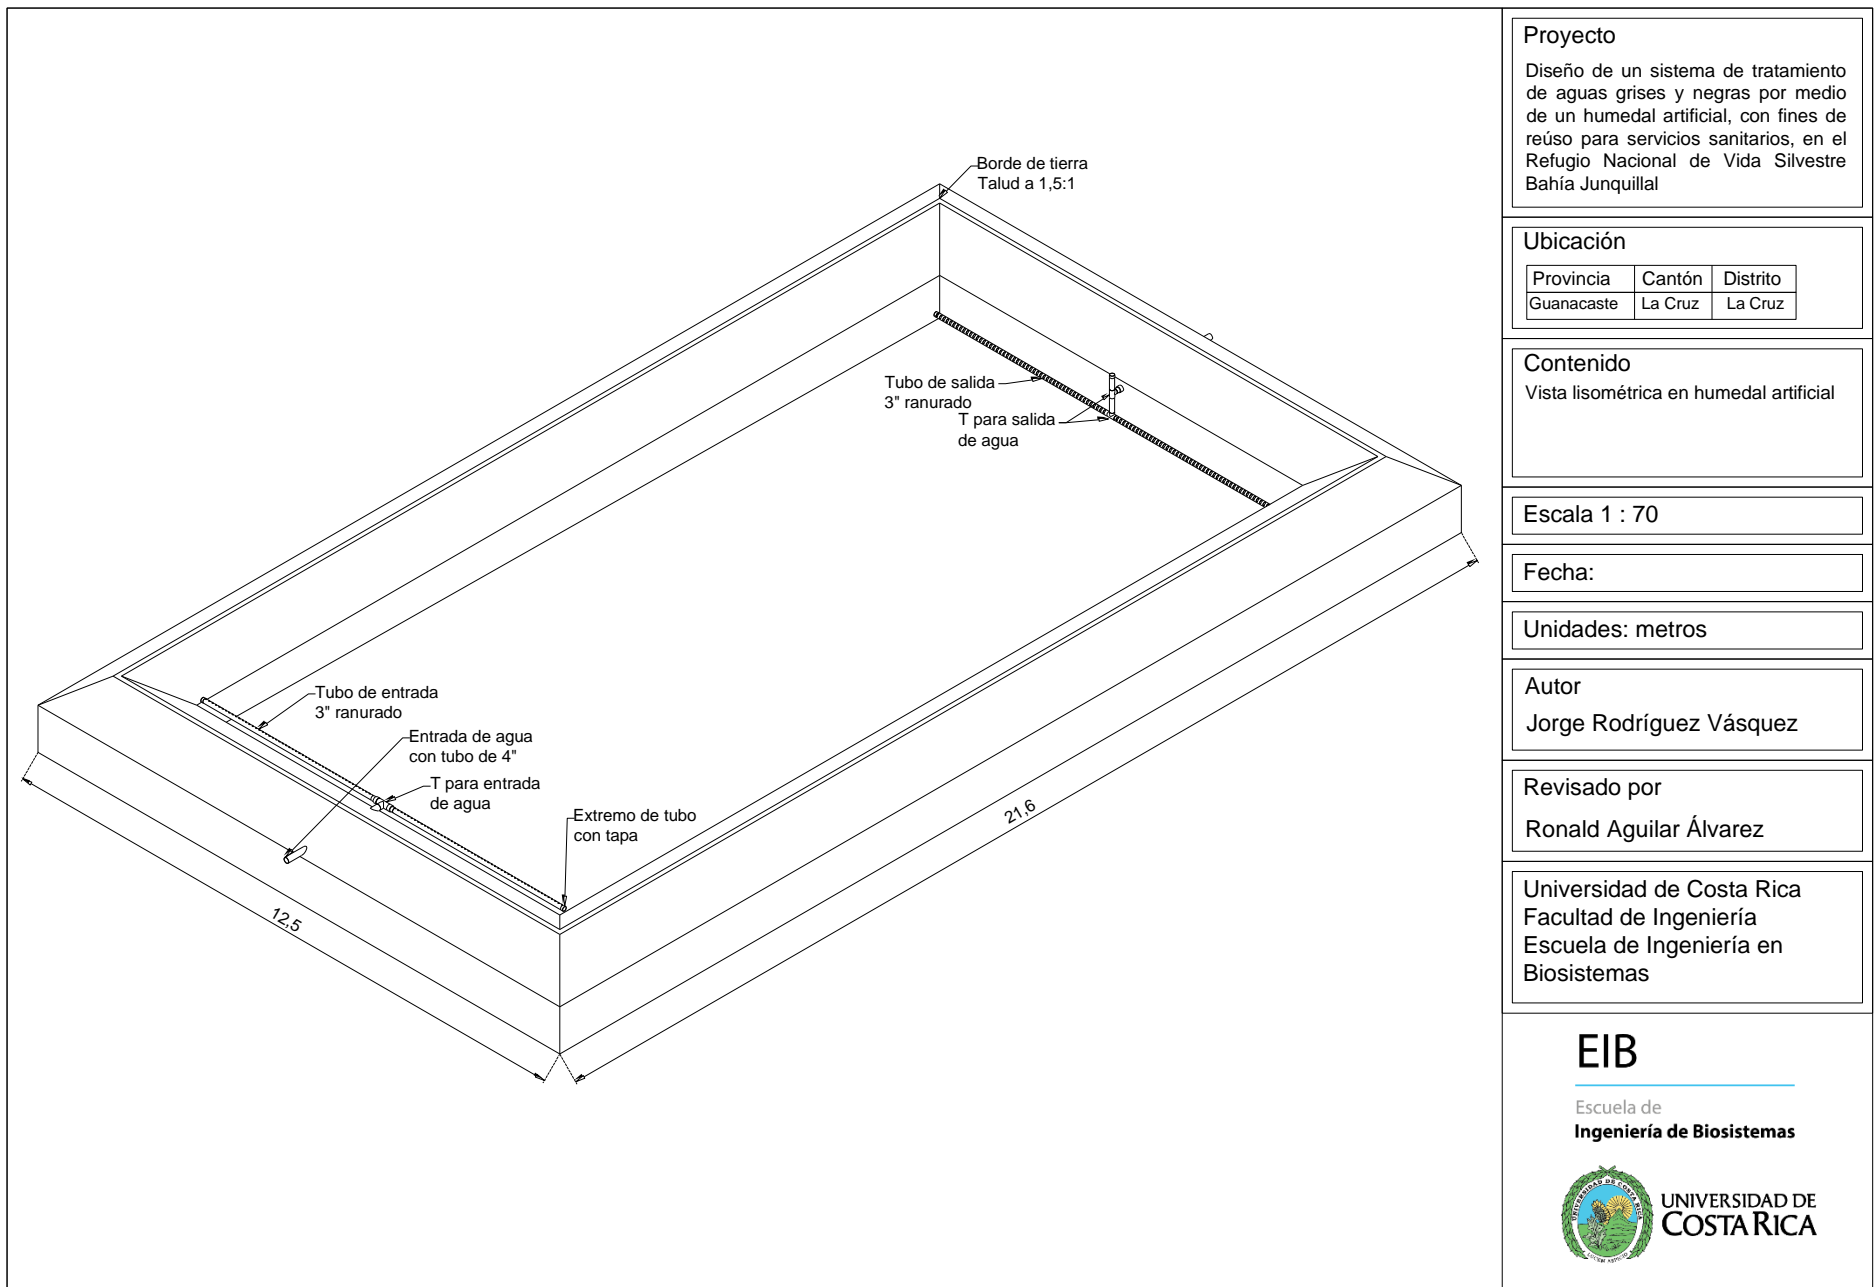 Borde de tierra
Talud a 1,5:1
Tubo de salida
3" ranurado
T para salida
de agua
Tubo de entrada
3" ranurado
Entrada de agua
con tubo de 4"
T para entrada
de agua
Extremo de tubo
con tapa
21,6
12,5
Proyecto
Diseño de un sistema de tratamiento
de aguas grises y negras por medio
de un humedal artificial, con fines de
reúso para servicios sanitarios, en el
Refugio Nacional de Vida Silvestre
Bahía Junquillal
Ubicación
Provincia Cantón Distrito
Guanacaste La Cruz La Cruz
Contenido
Vista lisométrica en humedal artificial
Escala 1 : 70
Fecha:
Unidades: metros
Autor
Jorge Rodríguez Vásquez
Revisado por
Ronald Aguilar Álvarez
Universidad de Costa Rica
Facultad de Ingeniería
Escuela de Ingeniería en
Biosistemas
EIB
Escuela de
Ingeniería de Biosistemas
UNIVERSIDAD DE COSTA RICA
LUCEM ASPICIO
UNIVERSIDAD DE
COSTA RICA